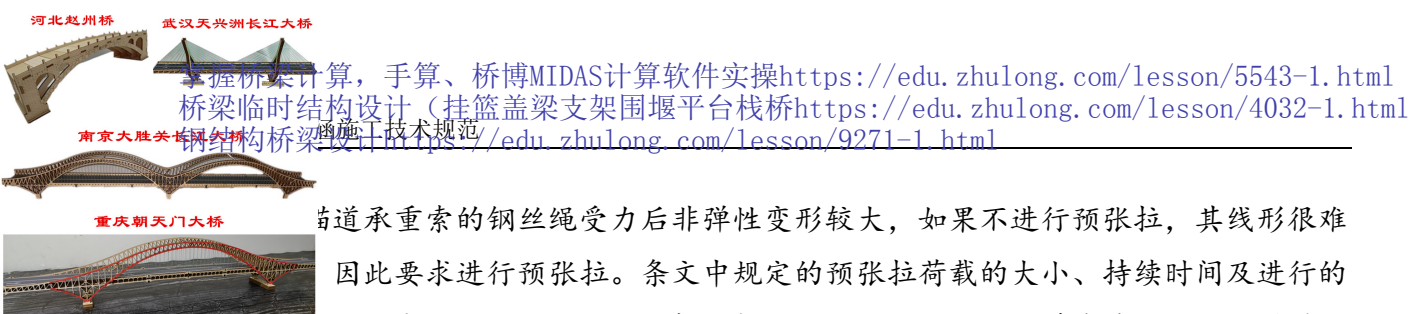 河北赵州桥
武汉天兴洲长江大桥
掌握桥梁计算，手算、桥博MIDAS计算软件实操https://edu.zhulong.com/lesson/5543-1.html
桥梁临时结构设计（挂篮盖梁支架围堰平台栈桥https://edu.zhulong.com/lesson/4032-1.html
钢结构桥梁设计https://edu.zhulong.com/lesson/9271-1.html
南京大胜关长江大桥
涵施工技术规范
重庆朝天门大桥
道承重索的钢丝绳受力后非弹性变形较大，如果不进行预张拉，其线形很难
因此要求进行预张拉。条文中规定的预张拉荷载的大小、持续时间及进行的